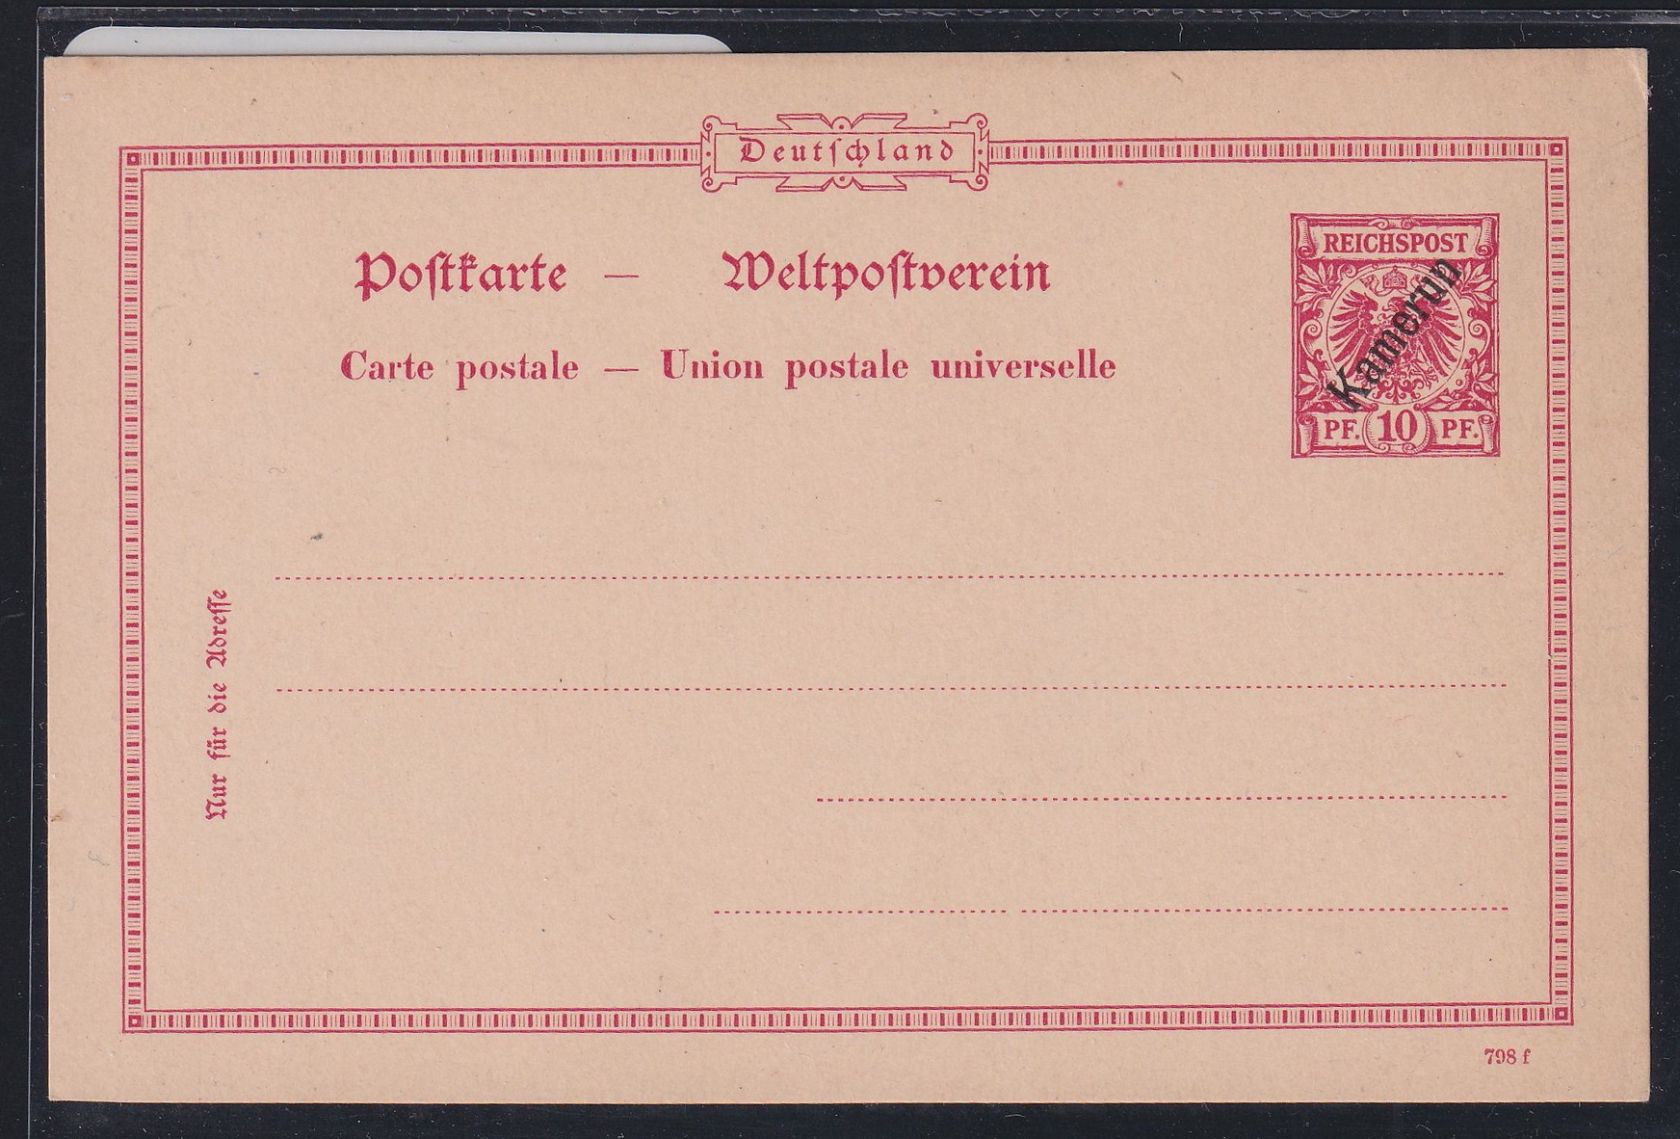 Deutſchland
REICHSPOST
Kamerun
PF. 10 PF.
Poſtkarte — Weltpoſtverein
Carte postale — Union postale universelle
Nur für die Adreſſe
798 f